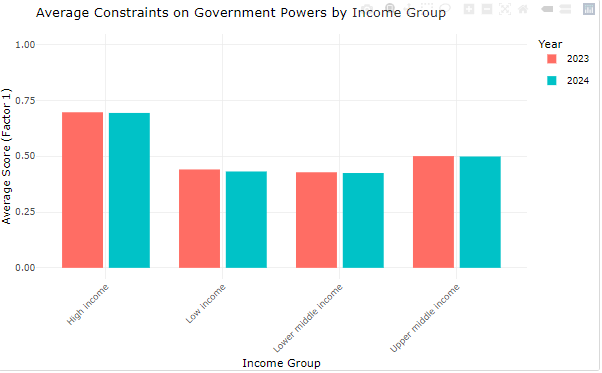 Average Constraints on Government Powers by Income Group
Year
2023
2024
Average Score (Factor 1)
1.00
0.75
0.50
0.25
0.00
High income
Low income
Lower middle income
Upper middle income
Income Group